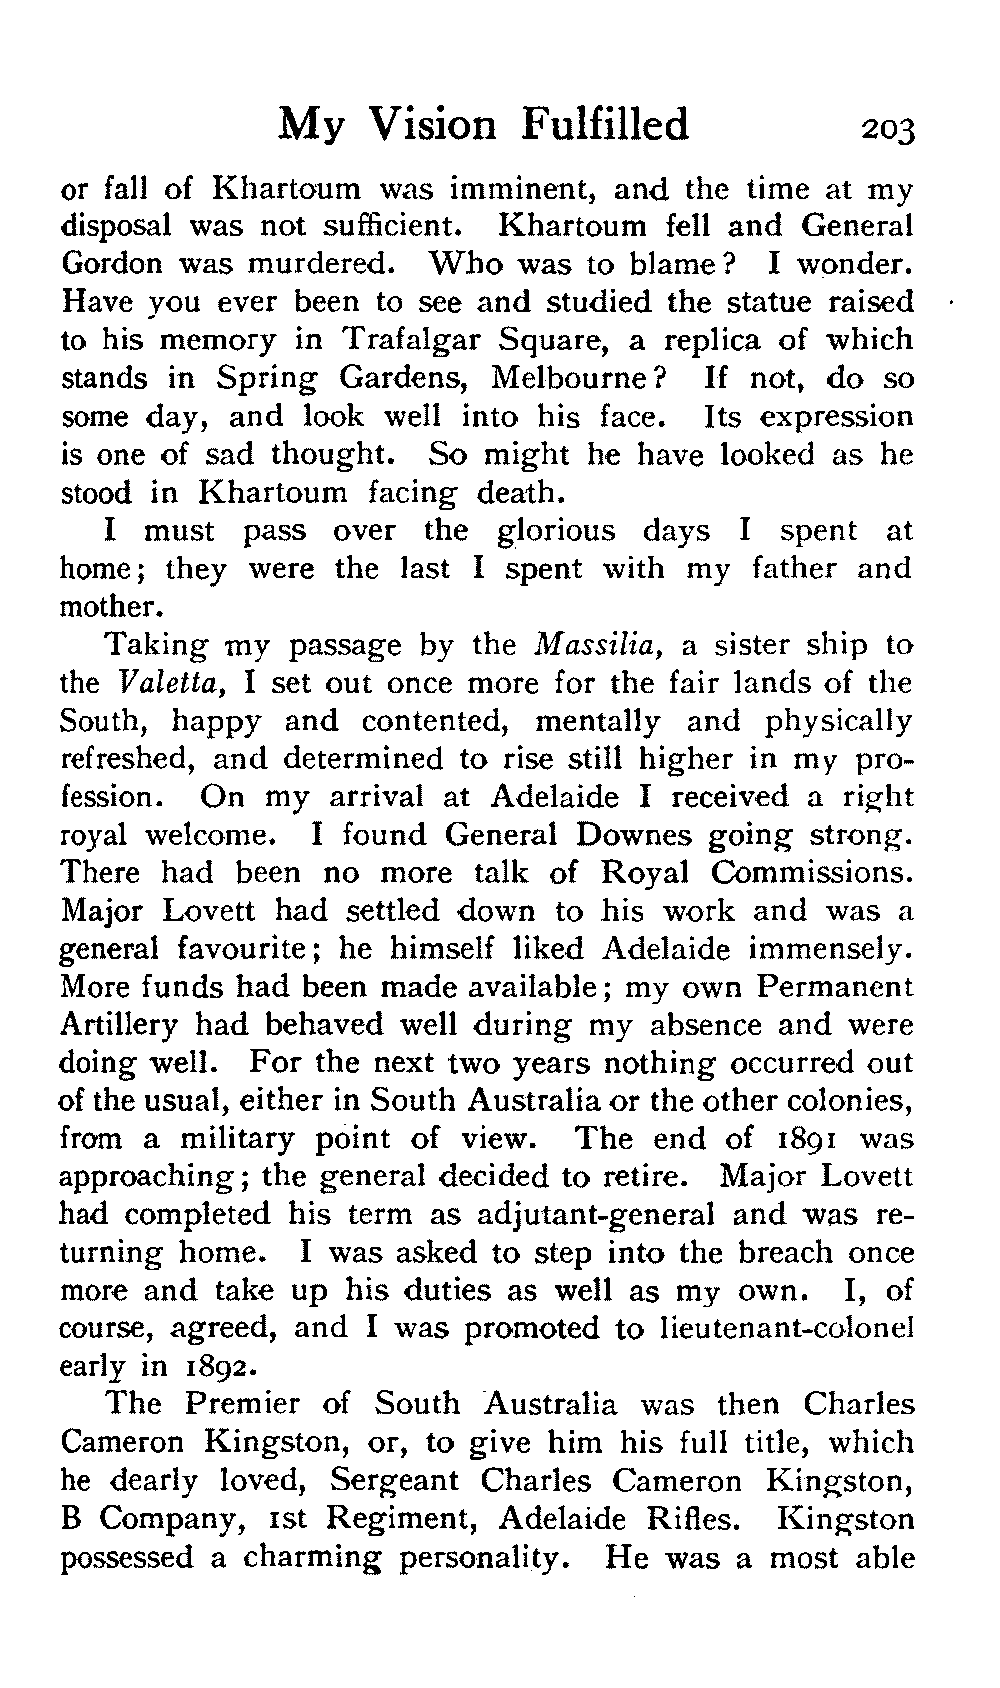 My Vision Fulfilled 203
or fall of Khartoum was imminent, and the time at my
disposal was not sufficient. Khartoum fell and General
Gordon was murdered. Who was to blame? I wonder.
Have you ever been to see and studied the statue raised
to his memory in Trafalgar Square, a replica of which
stands in Spring Gardens, Melbourne? If not, do so
some day, and look well into his face. Its expression
is one of sad thought. So might he have looked as he
stood in Khartoum facing death.
I must pass over the glorious days I spent at
home; they were the last I spent with my father and
mother.
Taking my passage by the Massilia, a sister ship to
the Valetta, I set out once more for the fair lands of the
South, happy and contented, mentally and physically
refreshed, and determined to rise still higher in my pro-
fession. On my arrival at Adelaide I received a right
royal welcome. I found General Downes going strong.
There had been no more talk of Royal Commissions.
Major Lovett had settled down to his work and was a
general favourite; he himself liked Adelaide immensely.
More funds had been made available; my own Permanent
Artillery had behaved well during my absence and were
doing well. For the next two years nothing occurred out
of the usual, either in South Australia or the other colonies,
from a military point of view. The end of 1891 was
approaching; the general decided to retire. Major Lovett
had completed his term as adjutant-general and was re-
turning home. I was asked to step into the breach once
more and take up his duties as well as my own. I, of
course, agreed, and I was promoted to lieutenant-colonel
early in 1892.
The Premier of South Australia was then Charles
Cameron Kingston, or, to give him his full title, which
he dearly loved, Sergeant Charles Cameron Kingston,
B Company, 1st Regiment, Adelaide Rifles. Kingston
possessed a charming personality. He was a most able